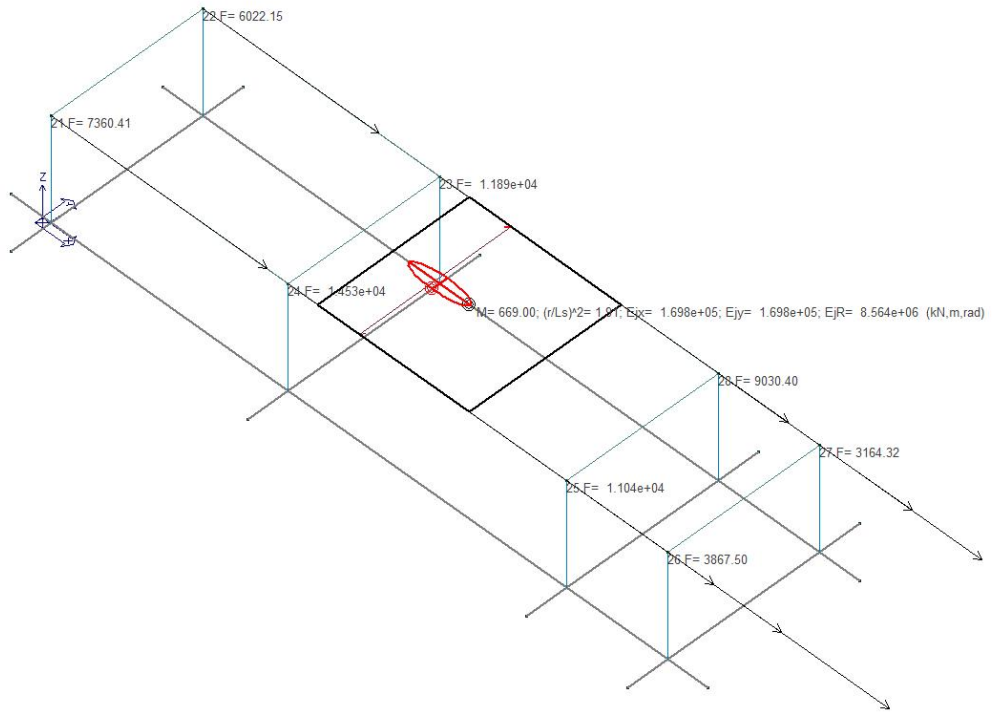 22 F= 6022.15
21 F= 7360.41
Z
23 F= 1.189e+04
24 F= 1.453e+04
M= 669.00; (r/Ls)^2= 1.91; Ejx= 1.698e+05; Ejy= 1.698e+05; EjR= 8.564e+06 (kN,m,rad)
28 F= 9030.40
27 F= 3164.32
25 F= 1.104e+04
26 F= 3867.50